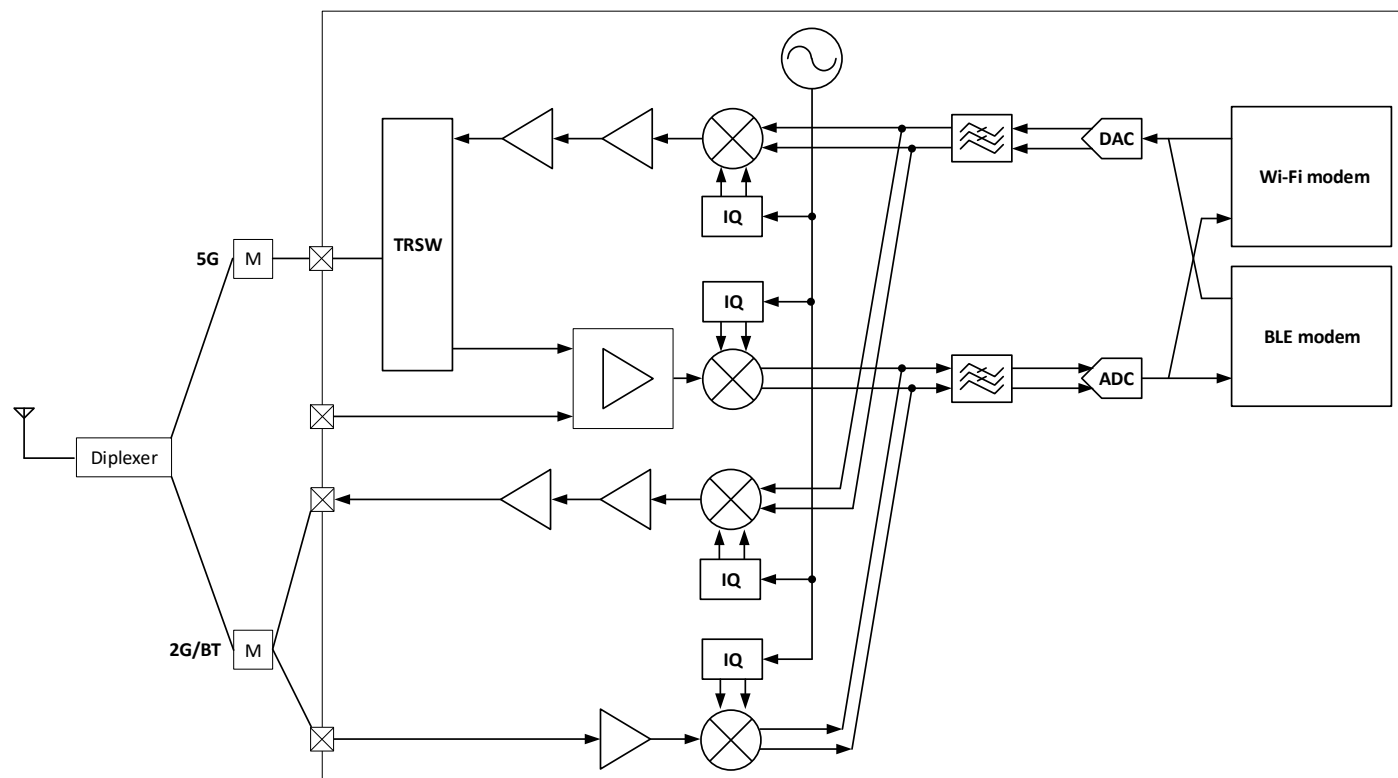 DAC
Wi-Fi modem
IQ
TRSW
5G
M
IQ
BLE modem
ADC
Diplexer
IQ
2G/BT
M
IQ